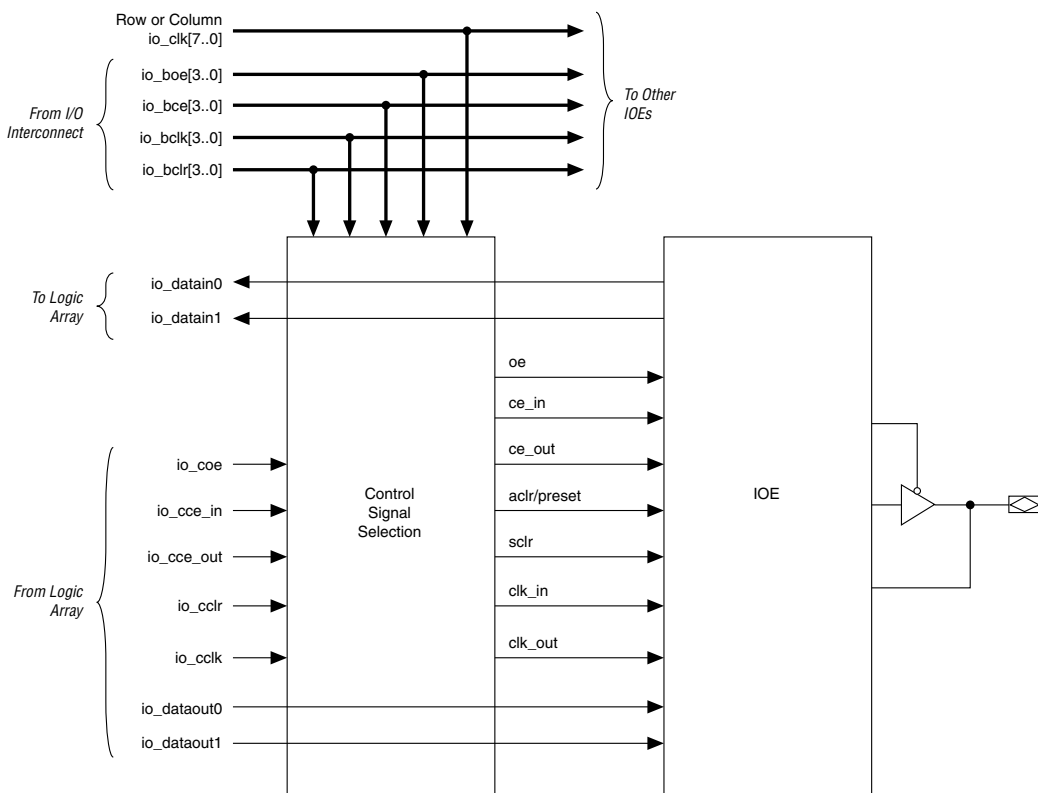 Row or Column
io_clk[7..0]
io_boe[3..0]
From I/O
Interconnect
io_bce[3..0]
io_bclk[3..0]
io_bclr[3..0]
To Other
IOEs
io_datain0
To Logic
Array
io_datain1
oe
ce_in
io_coe
ce_out
io_cce_in
aclr/preset
Control
Signal
Selection
IOE
io_cce_out
sclr
From Logic
Array
io_cclr
clk_in
io_cclk
clk_out
io_dataout0
io_dataout1